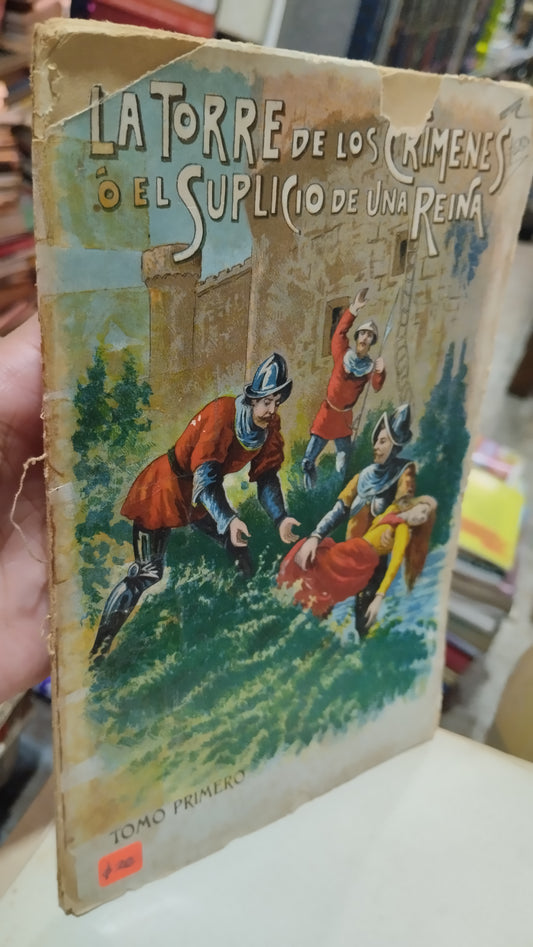 LA TORRE DE LOS CRÍMENES
Ó EL SUPLICIO DE UNA REINA
TOMO PRIMERO